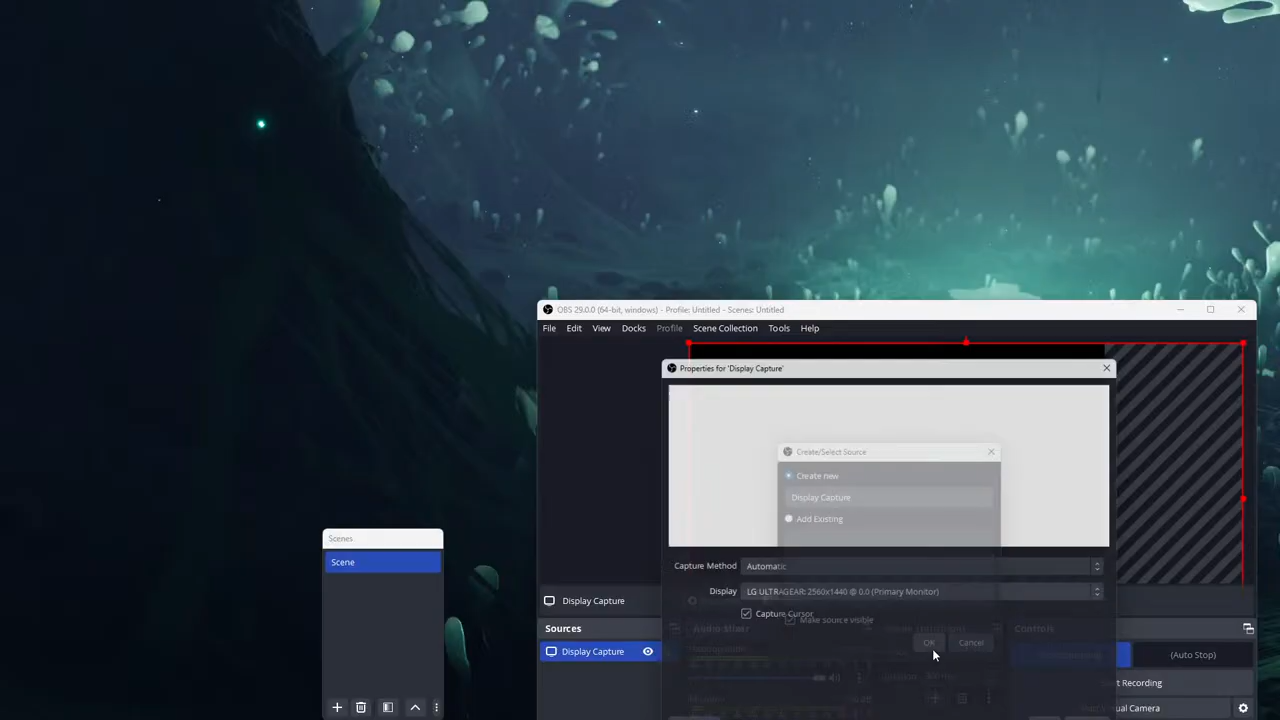 OBS 29.0.0 (64-bit, windows) - Profile: Untitled - Scenes: Untitled
File Edit View Docks Profile Scene Collection Tools Help
Properties for 'Display Capture'
Create/Select Source
Create new
Display Capture
Add Existing
Scenes
Scene
Capture Method Automatic
Display LG ULTRAGEAR: 2560x1440 @ 0,0 (Primary Monitor)
Display Capture
Capture Cursor
Make source visible
Sources
Audio Mixer
Controls
OK Cancel
Display Capture
(Auto Stop)
Recording
Camera